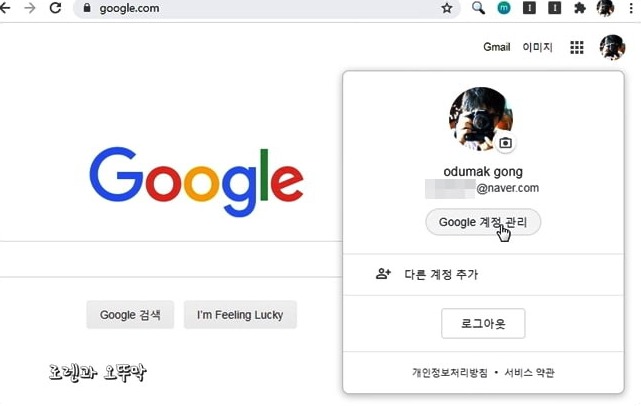 google.com
Gmail 이미지
Google
odumak gong
@naver.com
Google 계정 관리
다른 계정 추가
Google 검색 I'm Feeling Lucky
로그아웃
개인정보처리방침 • 서비스 약관
로렌과 오뚜막